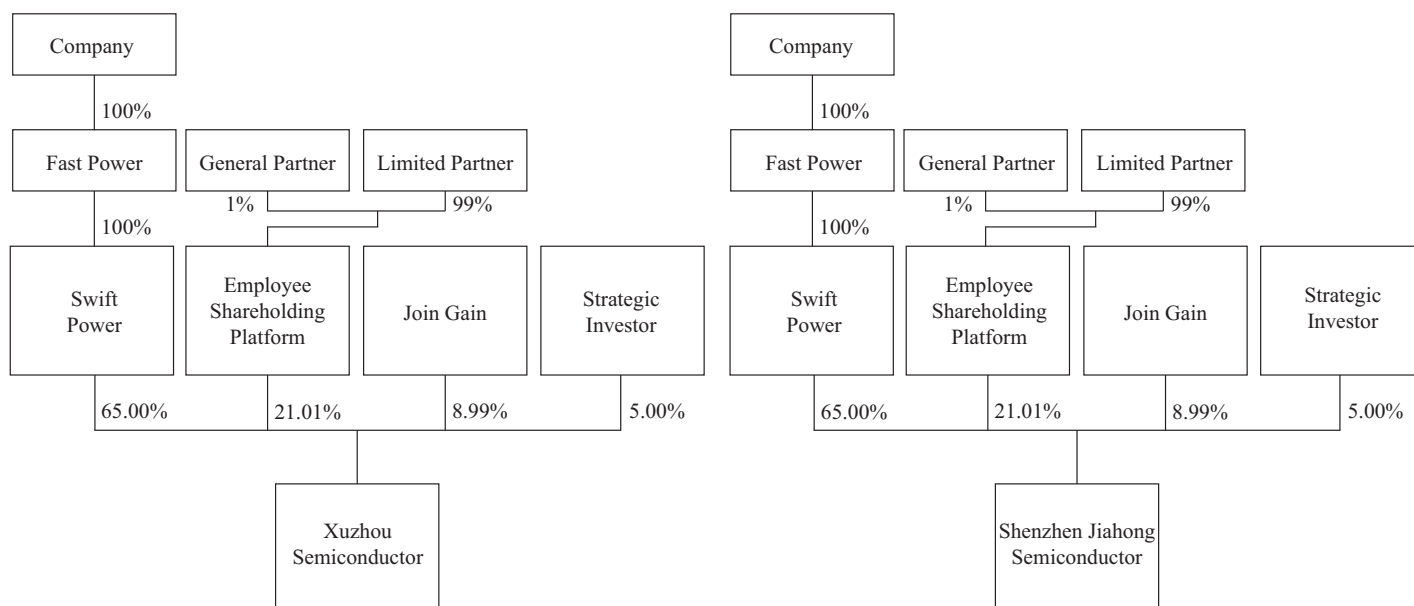 Company
100%
Fast Power
General Partner
Limited Partner
1%
99%
100%
Swift
Power
Employee
Shareholding
Platform
Join Gain
Strategic
Investor
65.00%
21.01%
8.99%
5.00%
Xuzhou
Semiconductor
Company
100%
Fast Power
General Partner
Limited Partner
1%
99%
100%
Swift
Power
Employee
Shareholding
Platform
Join Gain
Strategic
Investor
65.00%
21.01%
8.99%
5.00%
Shenzhen Jiahong
Semiconductor